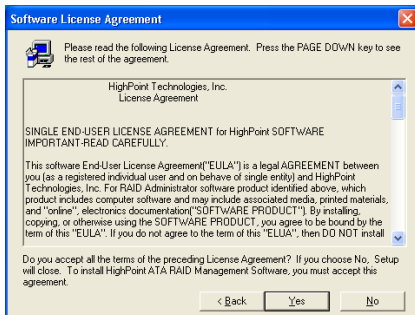 Software License Agreement
Please read the following License Agreement. Press the PAGE DOWN key to see
the rest of the agreement.
HighPoint Technologies, Inc.
License Agreement
SINGLE END-USER LICENSE AGREEMENT for HighPoint SOFTWARE
IMPORTANT-READ CAREFULLY.
This software End-User License Agreement("EULA") is a legal AGREEMENT between
you (as a registered individual user and on behave of single entity) and HighPoint
Technologies, Inc. For RAID Administrator software product identified above, which
product includes computer software and may include associated media, printed materials,
and "online", electronics documentation("SOFTWARE PRODUCT"). By installing,
copying, or otherwise using the SOFTWARE PRODUCT, you agree to be bound by the
term of this "EULA". If you do not agree to the term of this "ELUA", then DO NOT install
Do you accept all the terms of the preceding License Agreement? If you choose No, Setup
will close. To install HighPoint ATA RAID Management Software, you must accept this
agreement.
< Back Yes No